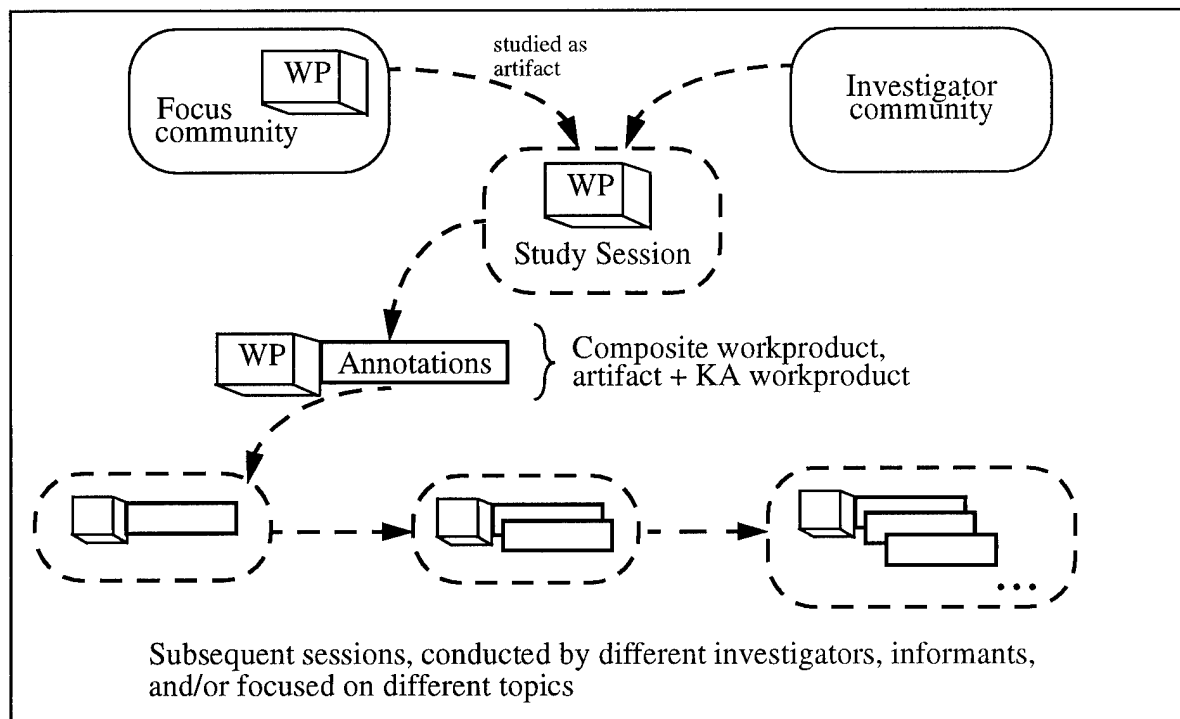 WP
Focus
community
studied as
artifact
Investigator
community
WP
Study Session
WP
Annotations
Composite workproduct,
artifact + KA workproduct
...
Subsequent sessions, conducted by different investigators, informants,
and/or focused on different topics